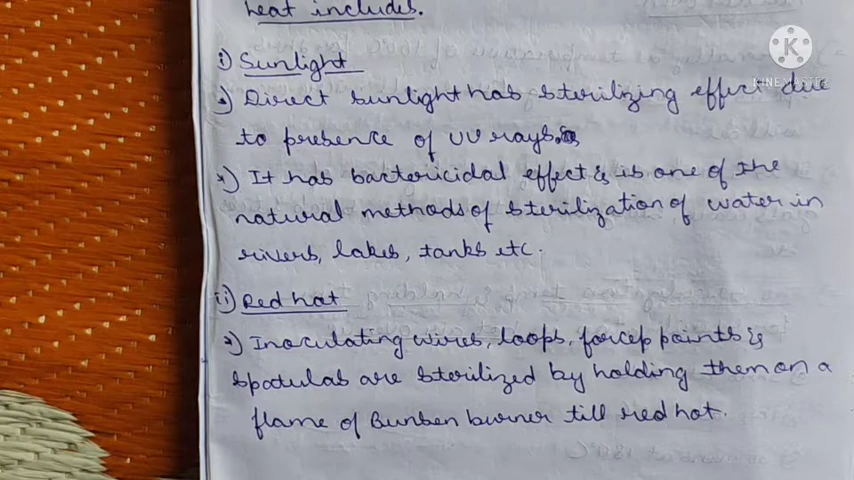 heat includes.
i) Sunlight
•) Direct sunlight has sterilizing effect due
to presence of UV rays.
•) It has bactericidal effect & is one of the
natural methods of sterilization of water in
rivers, lakes, tanks etc.
ii) Red hat
•) Inoculating wires, loops, forcep points &
spatulas are sterilized by holding them on a
flame of Bunsen burner till red hot.
K
KINEMASTER